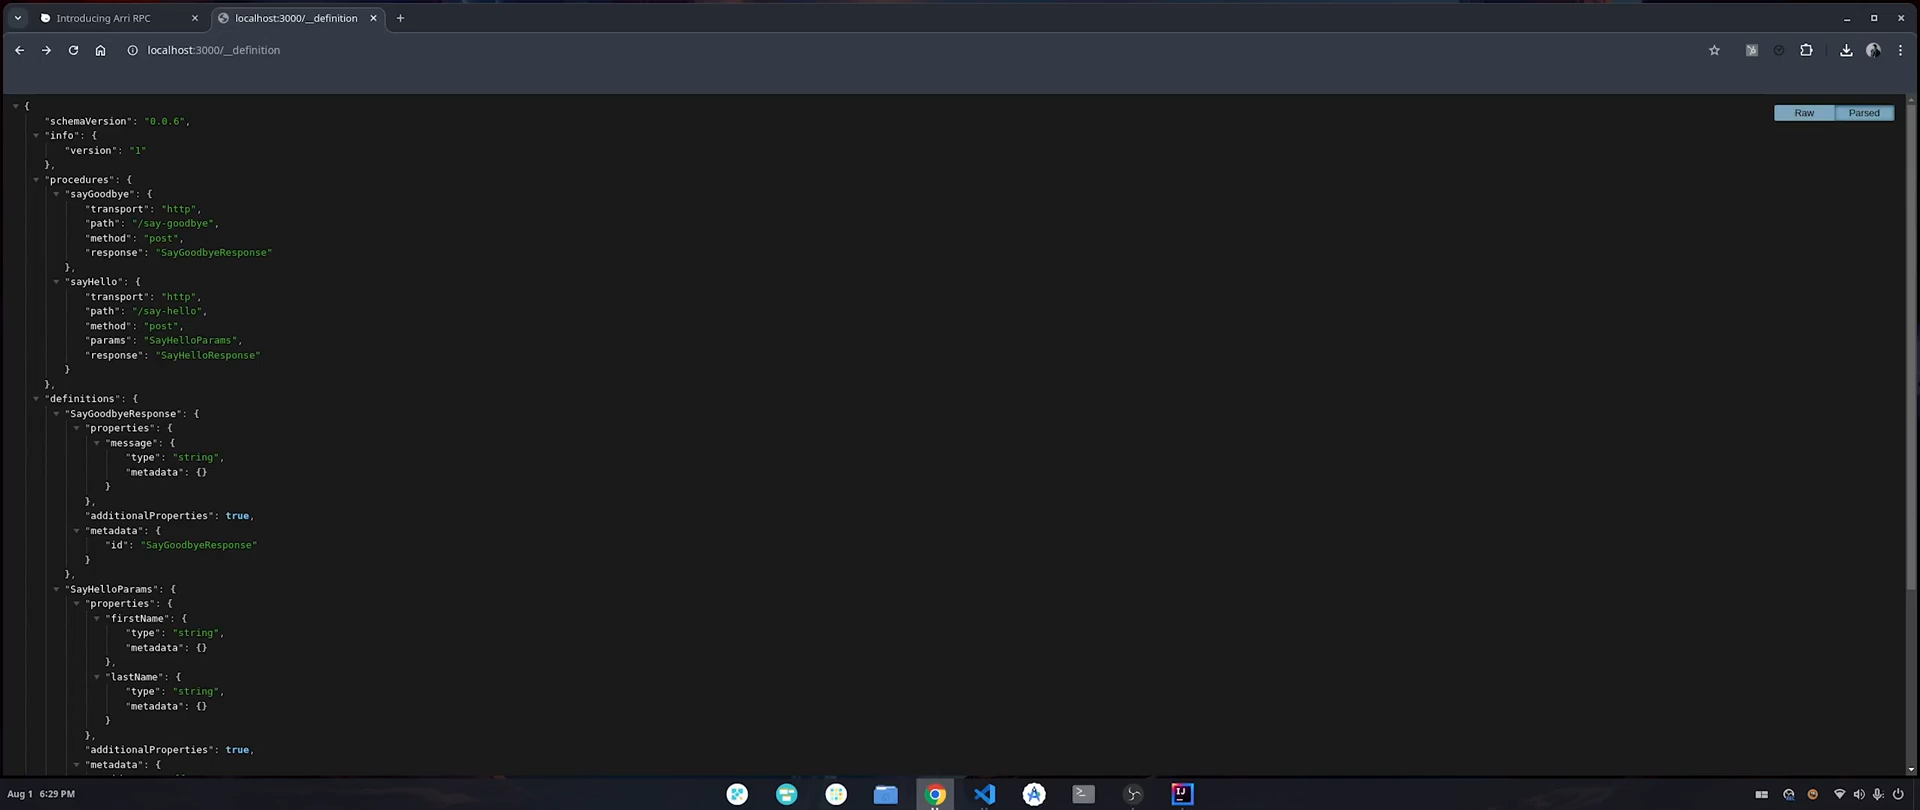 Introducing Arri RPC
localhost:3000/__definition
localhost:3000/__definition
Raw
Parsed
{
"schemaVersion": "0.0.6",
"info": {
"version": "1"
},
"procedures": {
"sayGoodbye": {
"transport": "http",
"path": "/say-goodbye",
"method": "post",
"response": "SayGoodbyeResponse"
},
"sayHello": {
"transport": "http",
"path": "/say-hello",
"method": "post",
"params": "SayHelloParams",
"response": "SayHelloResponse"
}
},
"definitions": {
"SayGoodbyeResponse": {
"properties": {
"message": {
"type": "string",
"metadata": {}
}
},
"additionalProperties": true,
"metadata": {
"id": "SayGoodbyeResponse"
}
},
"SayHelloParams": {
"properties": {
"firstName": {
"type": "string",
"metadata": {}
},
"lastName": {
"type": "string",
"metadata": {}
}
},
"additionalProperties": true,
"metadata": {
Aug 1 6:29 PM
IJ